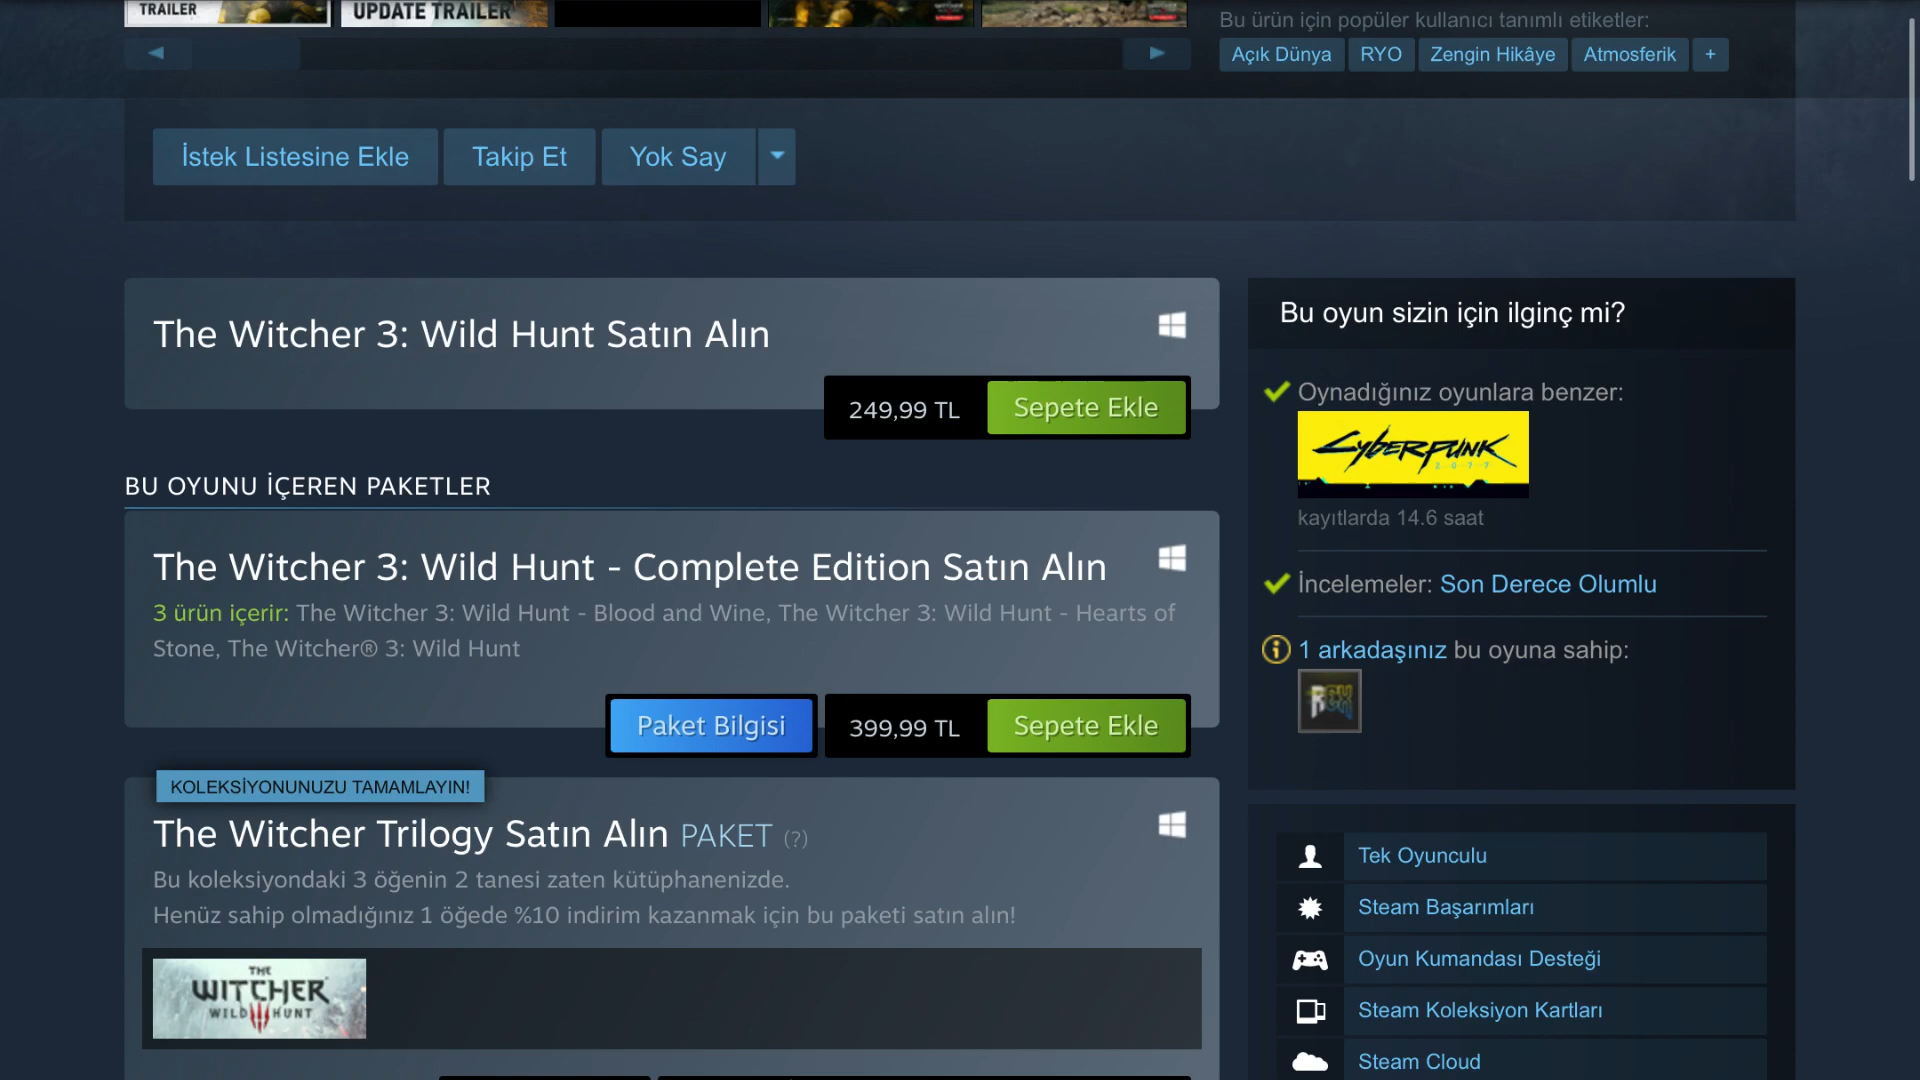 TRAILER
UPDATE TRAILER
Bu ürün için popüler kullanıcı tanımlı etiketler:
Açık Dünya
RYO
Zengin Hikâye
Atmosferik
+
İstek Listesine Ekle
Takip Et
Yok Say
The Witcher 3: Wild Hunt Satın Alın
249,99 TL
Sepete Ekle
BU OYUNU İÇEREN PAKETLER
The Witcher 3: Wild Hunt - Complete Edition Satın Alın
3 ürün içerir: The Witcher 3: Wild Hunt - Blood and Wine, The Witcher 3: Wild Hunt - Hearts of
Stone, The Witcher® 3: Wild Hunt
Paket Bilgisi
399,99 TL
Sepete Ekle
KOLEKSİYONUNUZU TAMAMLAYIN!
The Witcher Trilogy Satın Alın PAKET (?)
Bu koleksiyondaki 3 öğenin 2 tanesi zaten kütüphanenizde.
Henüz sahip olmadığınız 1 öğede %10 indirim kazanmak için bu paketi satın alın!
THE
WITCHER
WILD HUNT
Bu oyun sizin için ilginç mi?
Oynadığınız oyunlara benzer:
CYBERPUNK
2077
kayıtlarda 14.6 saat
İncelemeler: Son Derece Olumlu
1 arkadaşınız bu oyuna sahip:
Tek Oyunculu
Steam Başarımları
Oyun Kumandası Desteği
Steam Koleksiyon Kartları
Steam Cloud